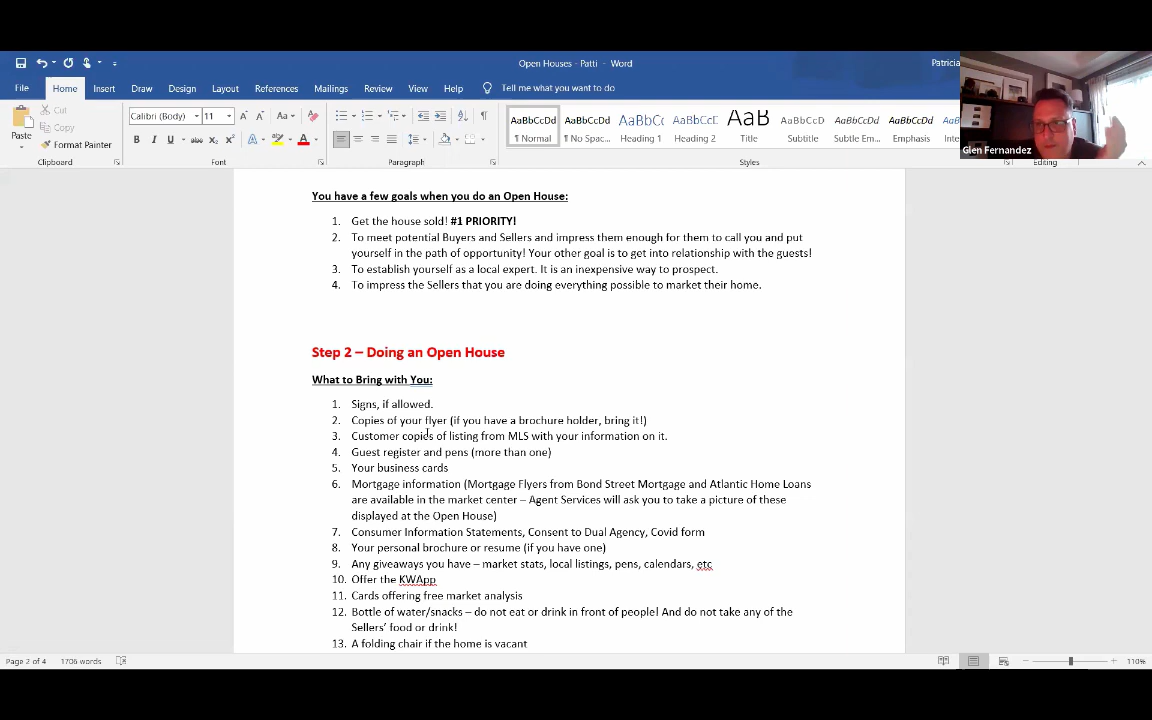 Open Houses - Patti - Word
Patricia
File Home Insert Draw Design Layout References Mailings Review View Help Tell me what you want to do
Paste
Cut
Copy
Format Painter
Calibri (Body) 11
B I U
AaBbCcDd AaBbCcDd AaBbCc AaBbCcE AaB AaBbCcD AaBbCcDd AaBbCcDd AaBb
¶ Normal ¶ No Spac... Heading 1 Heading 2 Title Subtitle Subtle Em... Emphasis Inte
Clipboard Font Paragraph Styles Editing
Glen Fernandez
You have a few goals when you do an Open House:
1. Get the house sold! #1 PRIORITY!
2. To meet potential Buyers and Sellers and impress them enough for them to call you and put
yourself in the path of opportunity! Your other goal is to get into relationship with the guests!
3. To establish yourself as a local expert. It is an inexpensive way to prospect.
4. To impress the Sellers that you are doing everything possible to market their home.
Step 2 – Doing an Open House
What to Bring with You:
1. Signs, if allowed.
2. Copies of your flyer (if you have a brochure holder, bring it!)
3. Customer copies of listing from MLS with your information on it.
4. Guest register and pens (more than one)
5. Your business cards
6. Mortgage information (Mortgage Flyers from Bond Street Mortgage and Atlantic Home Loans
are available in the market center – Agent Services will ask you to take a picture of these
displayed at the Open House)
7. Consumer Information Statements, Consent to Dual Agency, Covid form
8. Your personal brochure or resume (if you have one)
9. Any giveaways you have – market stats, local listings, pens, calendars, etc
10. Offer the KWApp
11. Cards offering free market analysis
12. Bottle of water/snacks – do not eat or drink in front of people! And do not take any of the
Sellers' food or drink!
13. A folding chair if the home is vacant
Page 2 of 4 1706 words
110%